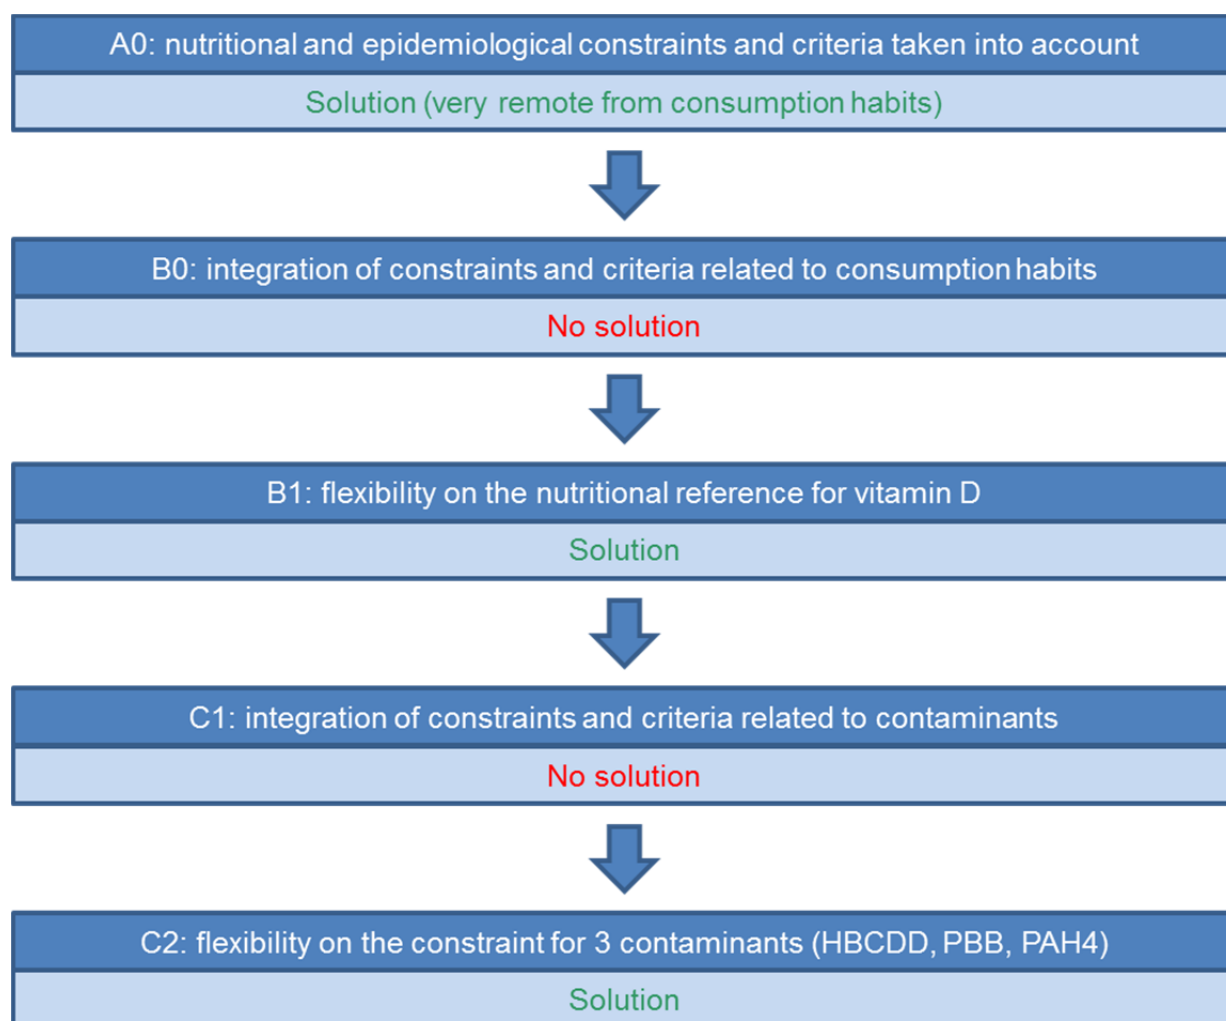 A0: nutritional and epidemiological constraints and criteria taken into account
Solution (very remote from consumption habits)
B0: integration of constraints and criteria related to consumption habits
No solution
B1: flexibility on the nutritional reference for vitamin D
Solution
C1: integration of constraints and criteria related to contaminants
No solution
C2: flexibility on the constraint for 3 contaminants (HBCDD, PBB, PAH4)
Solution